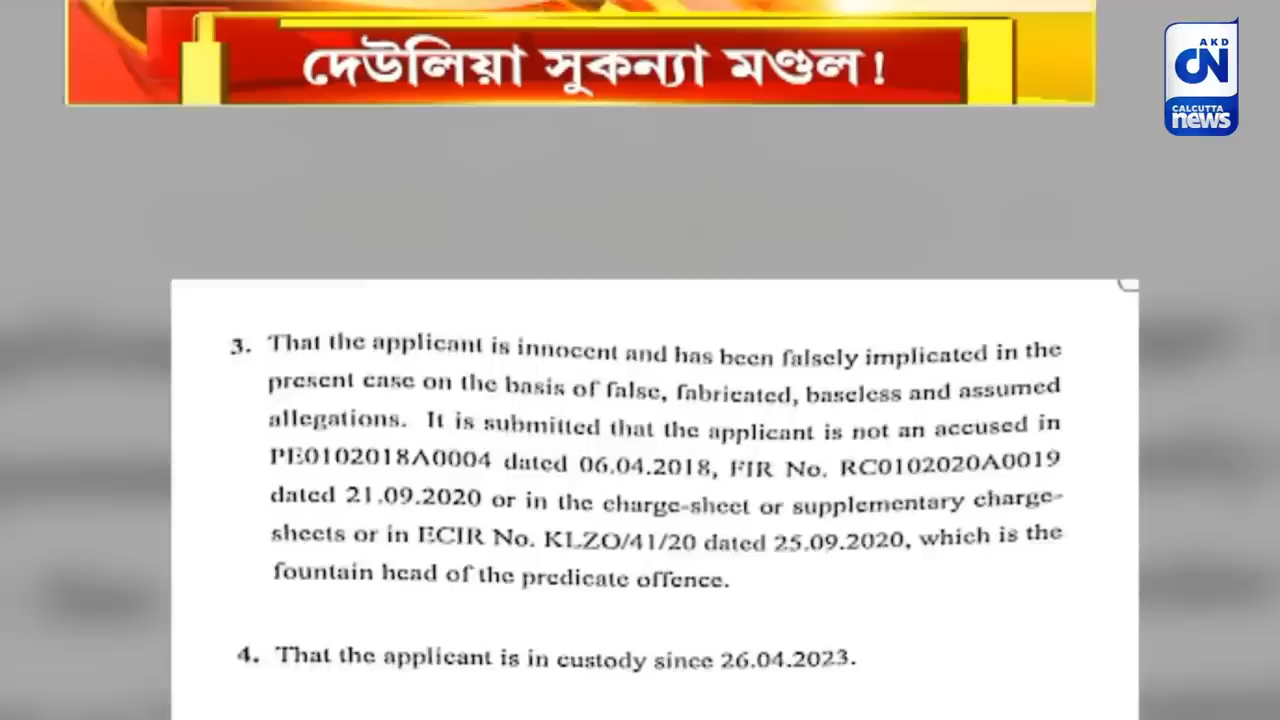 দেউলিয়া সুকন্যা মণ্ডল!
AKD
CN
CALCUTTA
news
3. That the applicant is innocent and has been falsely implicated in the
present case on the basis of false, fabricated, baseless and assumed
allegations. It is submitted that the applicant is not an accused in
PE0102018A0004 dated 06.04.2018, FIR No. RC0102020A0019
dated 21.09.2020 or in the charge-sheet or supplementary charge-
sheets or in ECIR No. KLZO/41/20 dated 25.09.2020, which is the
fountain head of the predicate offence.
4. That the applicant is in custody since 26.04.2023.